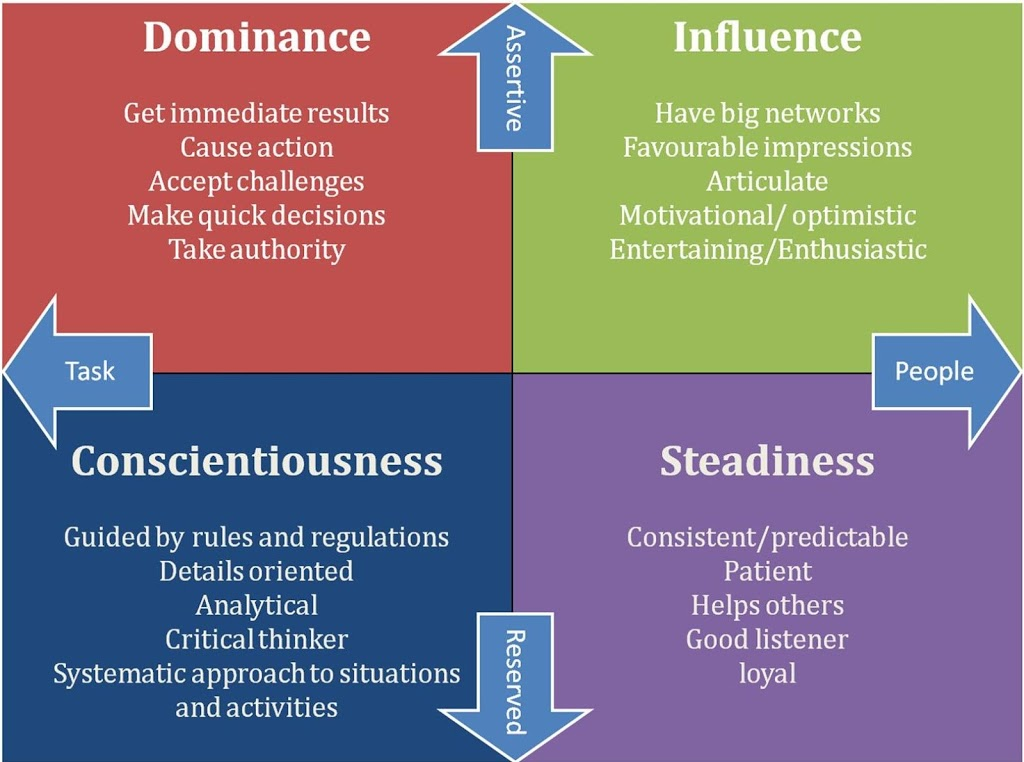 Dominance
Get immediate results
Cause action
Accept challenges
Make quick decisions
Take authority
Assertive
Influence
Have big networks
Favourable impressions
Articulate
Motivational/ optimistic
Entertaining/Enthusiastic
Task
People
Conscientiousness
Guided by rules and regulations
Details oriented
Analytical
Critical thinker
Systematic approach to situations
and activities
Reserved
Steadiness
Consistent/predictable
Patient
Helps others
Good listener
loyal